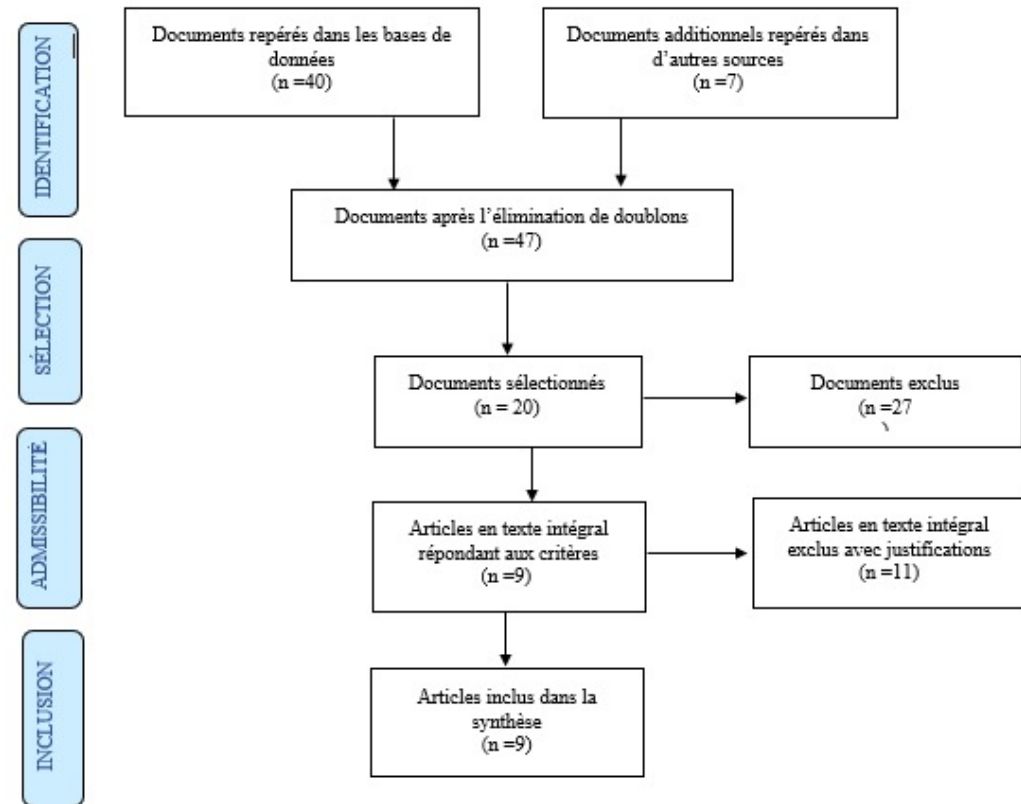 IDENTIFICATION
Documents repérés dans les bases de
données
(n =40)
Documents additionnels repérés dans
d’autres sources
(n =7)
Documents après l’élimination de doublons
(n =47)
SÉLECTION
Documents sélectionnés
(n = 20)
Documents exclus
(n =27
ADMISSIBILITÉ
Articles en texte intégral
répondant aux critères
(n =9)
Articles en texte intégral
exclus avec justifications
(n =11)
INCLUSION
Articles inclus dans la
synthèse
(n =9)